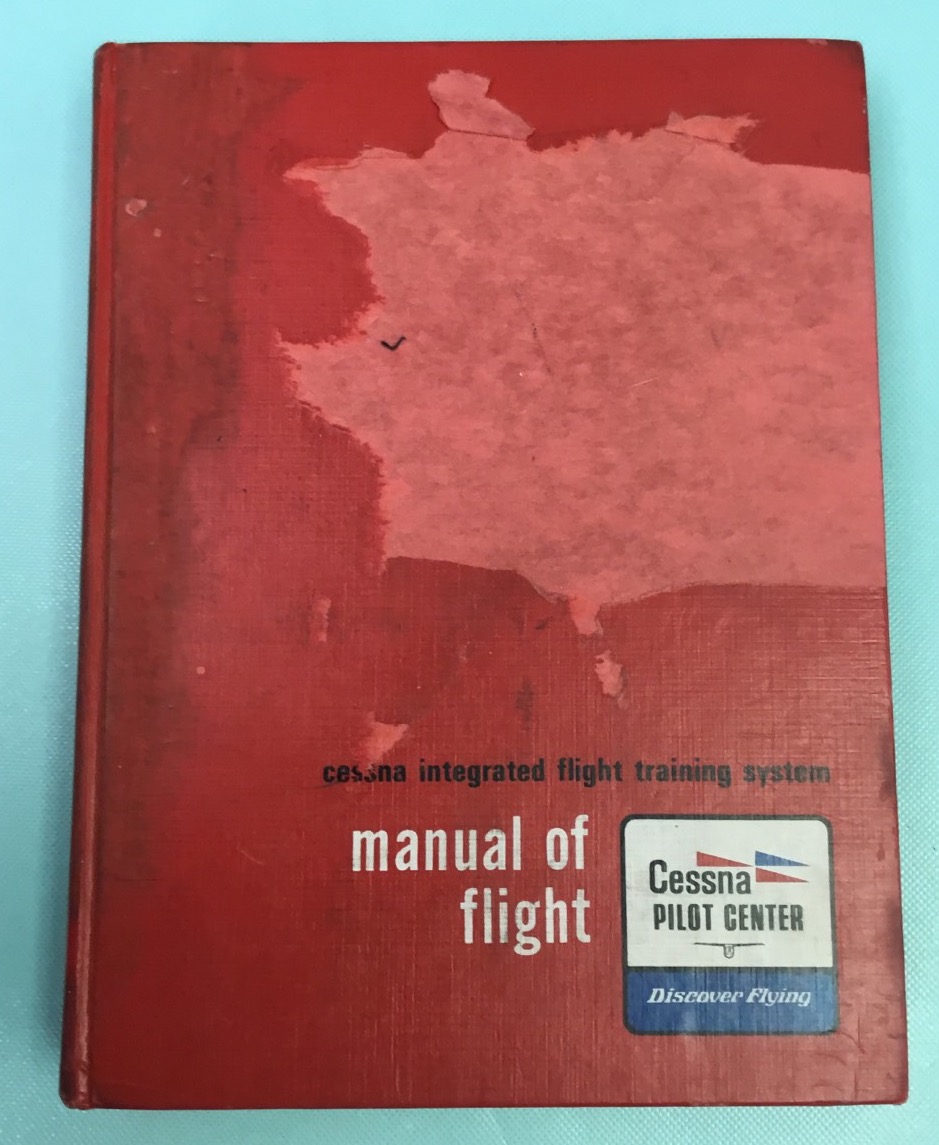 cessna integrated flight training system
manual of
flight
Cessna
PILOT CENTER
Discover Flying